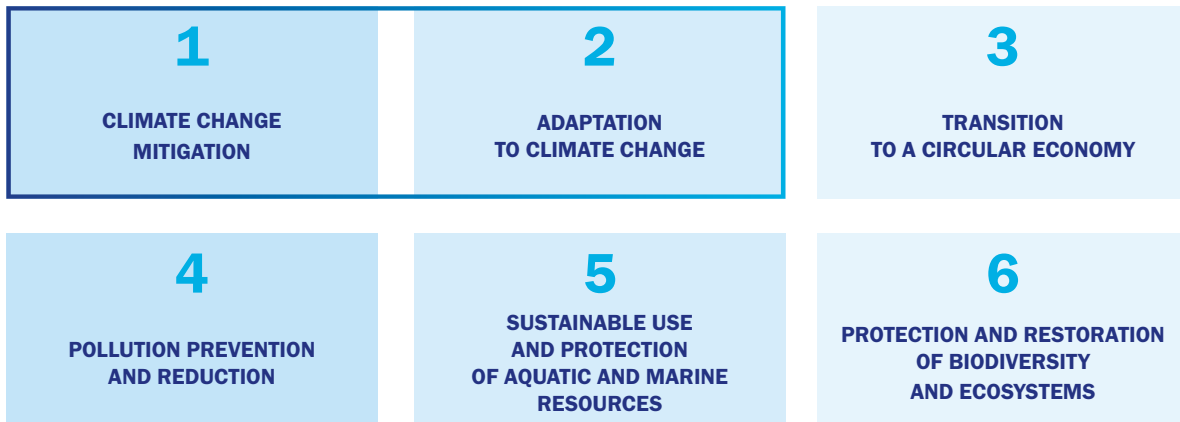 1
CLIMATE CHANGE
MITIGATION
2
ADAPTATION
TO CLIMATE CHANGE
3
TRANSITION
TO A CIRCULAR ECONOMY
4
POLLUTION PREVENTION
AND REDUCTION
5
SUSTAINABLE USE
AND PROTECTION
OF AQUATIC AND MARINE
RESOURCES
6
PROTECTION AND RESTORATION
OF BIODIVERSITY
AND ECOSYSTEMS